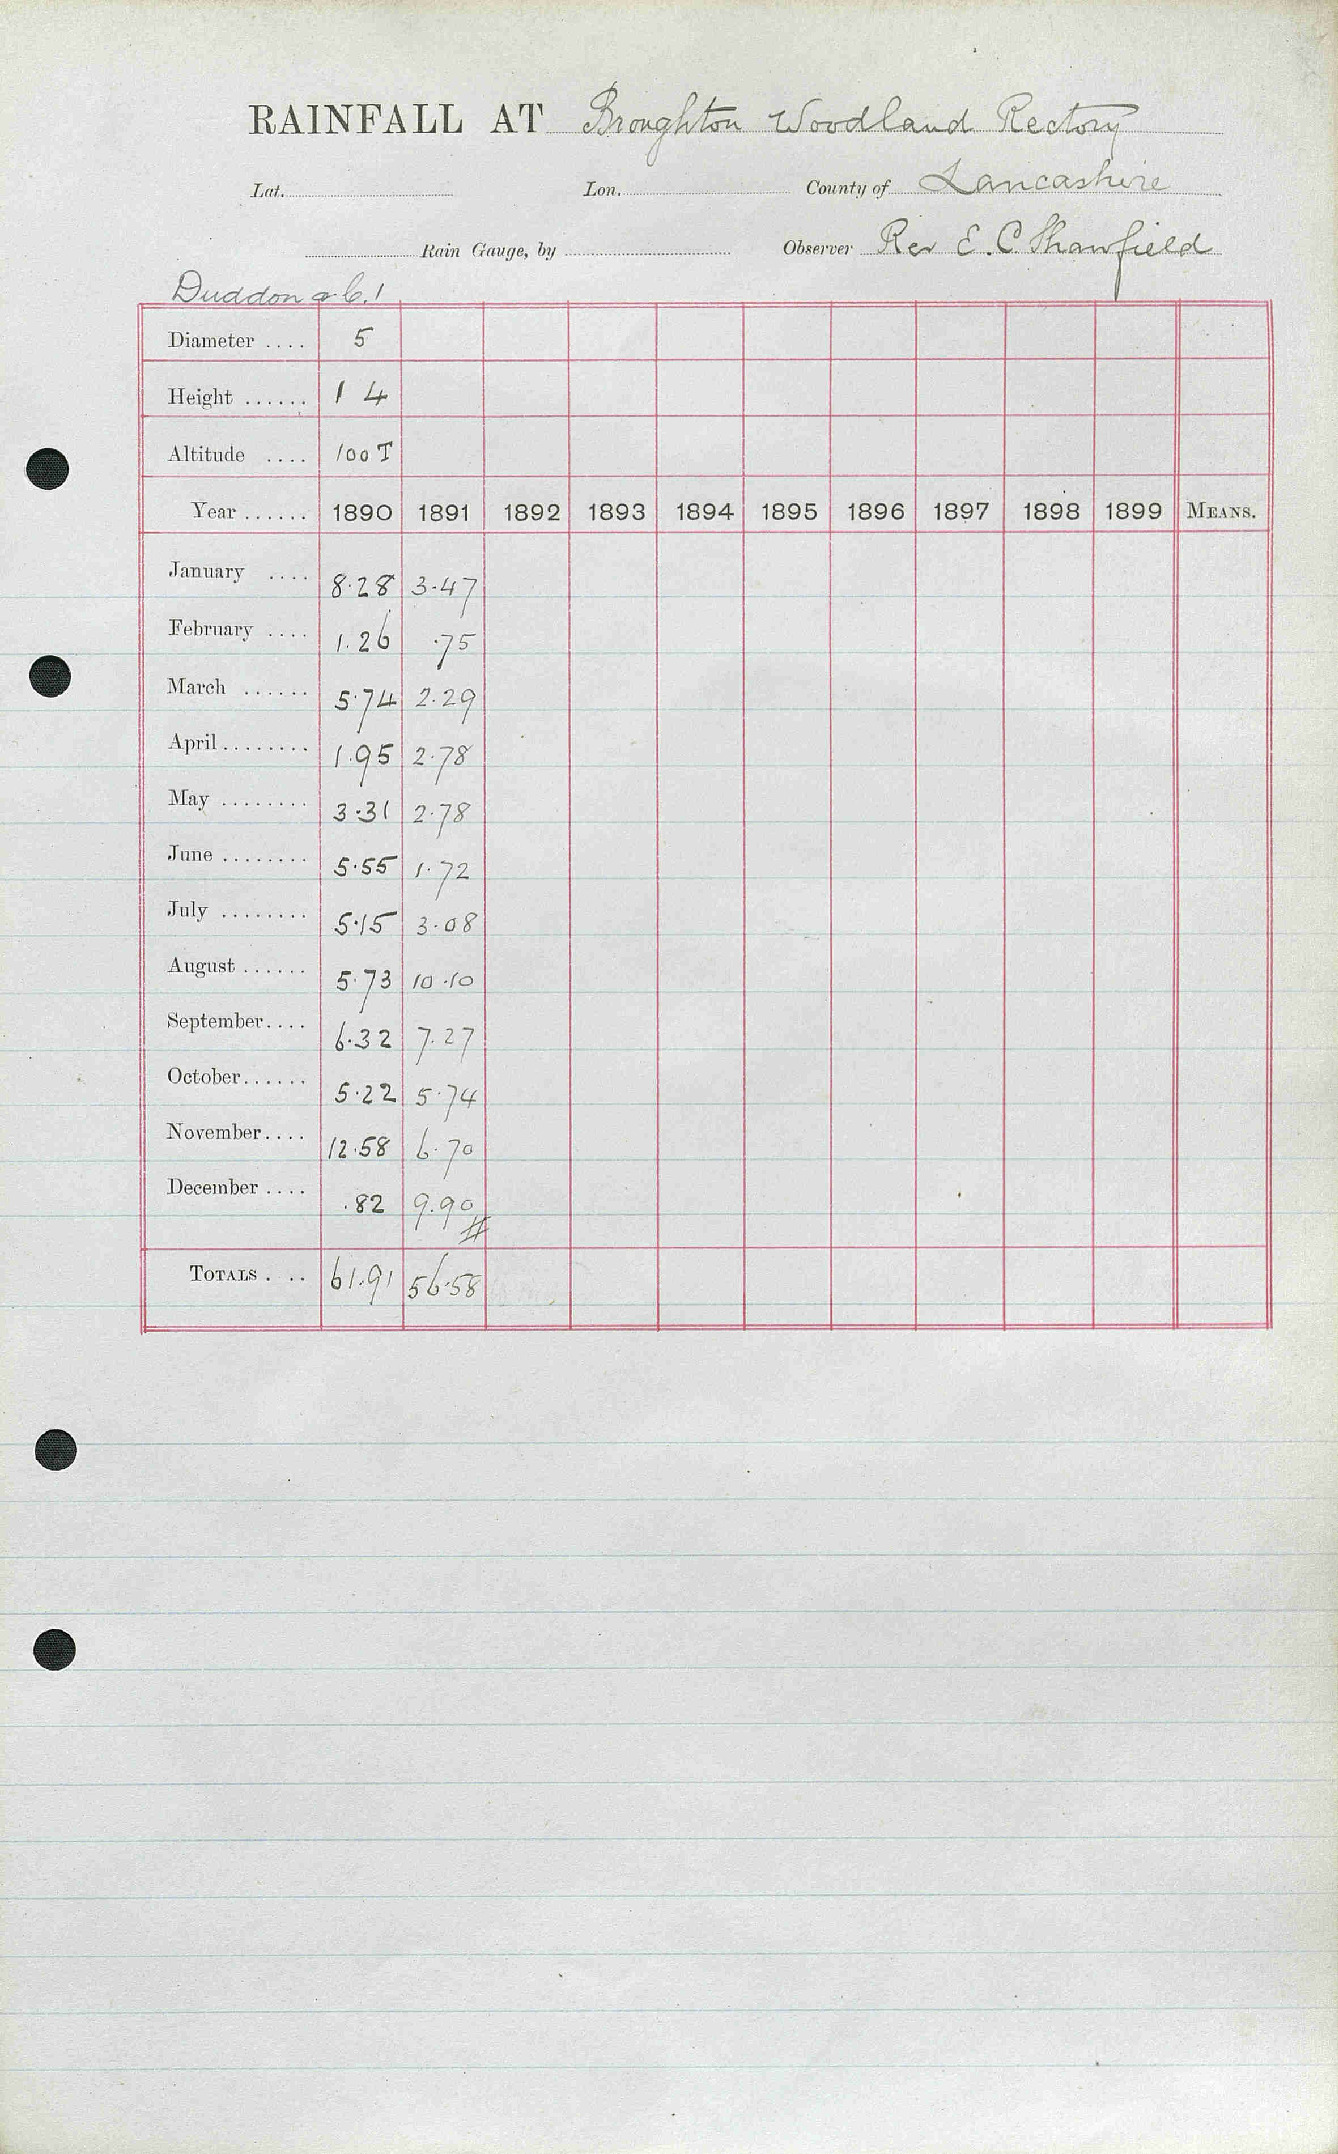 RAINFALL AT Broughton Woodland Rectory
Lat. Lon. County of Lancashire
Rain Gauge, by Observer Rev E. C. Shawfield
Duddon &c. 1
Diameter .... 5
Height ...... 1 4
Altitude .... 100 T
Year ...... 1890 1891 1892 1893 1894 1895 1896 1897 1898 1899 MEANS.
January .... 8.28 3.47
February .... 1.26 .75
March ...... 5.74 2.29
April ........ 1.95 2.78
May ........ 3.31 2.78
June ........ 5.55 1.72
July ........ 5.15 3.08
August ...... 5.73 10.10
September.... 6.32 7.27
October...... 5.22 5.74
November.... 12.58 6.70
December .... .82 9.90
#
TOTALS . .. 61.91 56.58